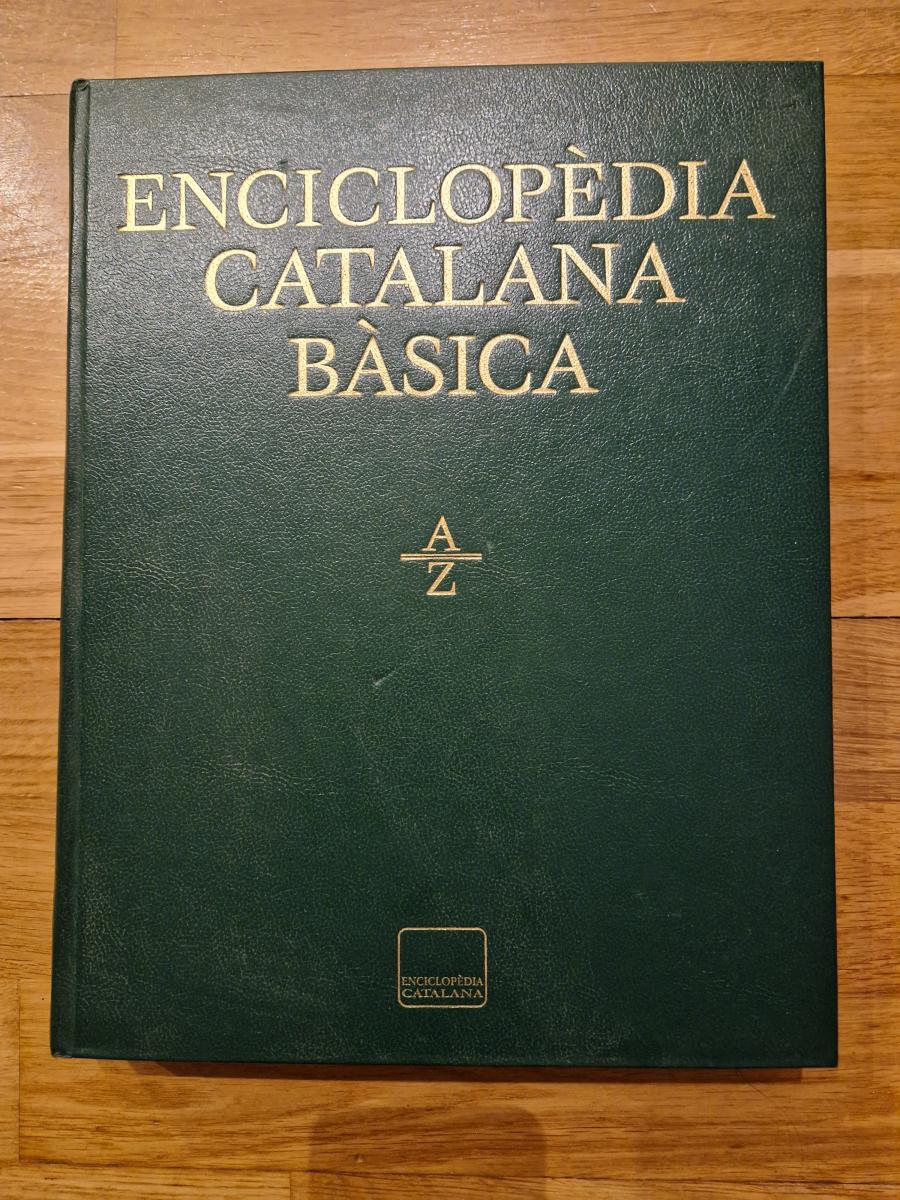 ENCICLOPÈDIA
CATALANA
BÀSICA
A
Z
ENCICLOPÈDIA
CATALANA